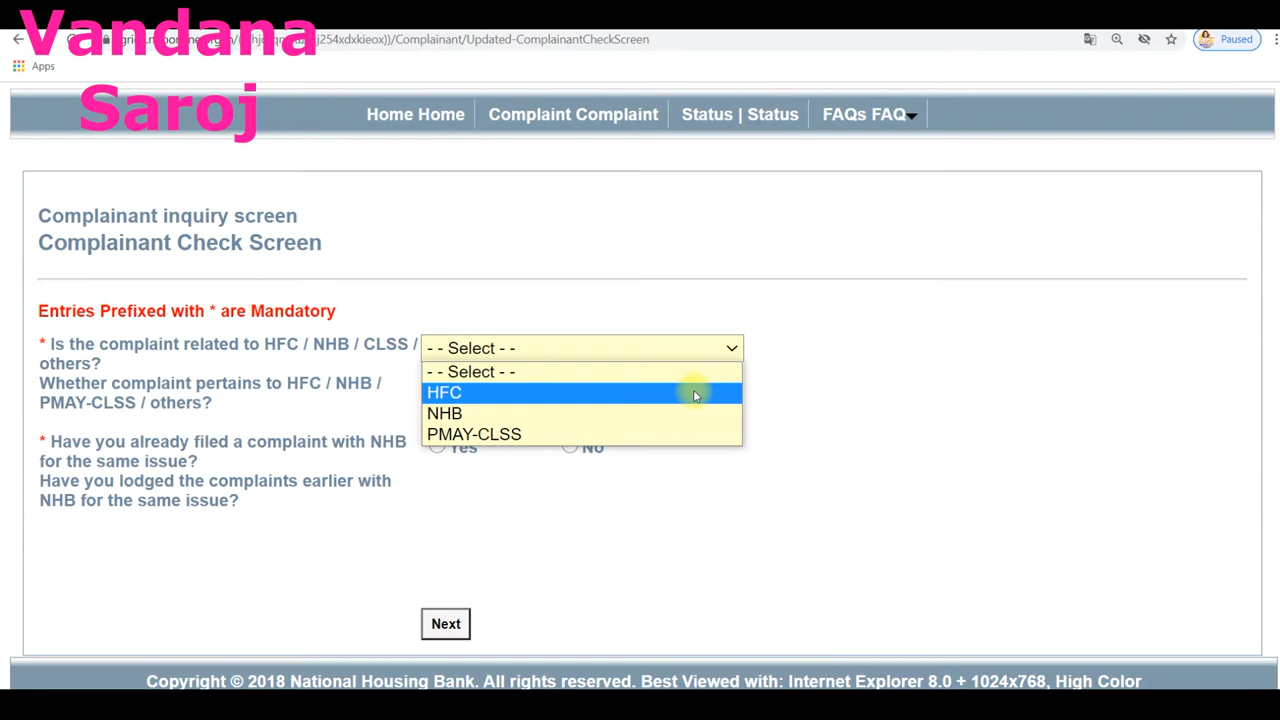 Vandana
Saroj
/Complainant/Updated-ComplainantCheckScreen
Paused
Apps
Home Home
Complaint Complaint
Status | Status
FAQs FAQ
Complainant inquiry screen
Complainant Check Screen
Entries Prefixed with * are Mandatory
* Is the complaint related to HFC / NHB / CLSS /
others?
Whether complaint pertains to HFC / NHB /
PMAY-CLSS / others?
- - Select - -
- - Select - -
HFC
NHB
PMAY-CLSS
* Have you already filed a complaint with NHB
for the same issue?
Have you lodged the complaints earlier with
NHB for the same issue?
Yes
No
Next
Copyright © 2018 National Housing Bank. All rights reserved. Best Viewed with: Internet Explorer 8.0 + 1024x768, High Color